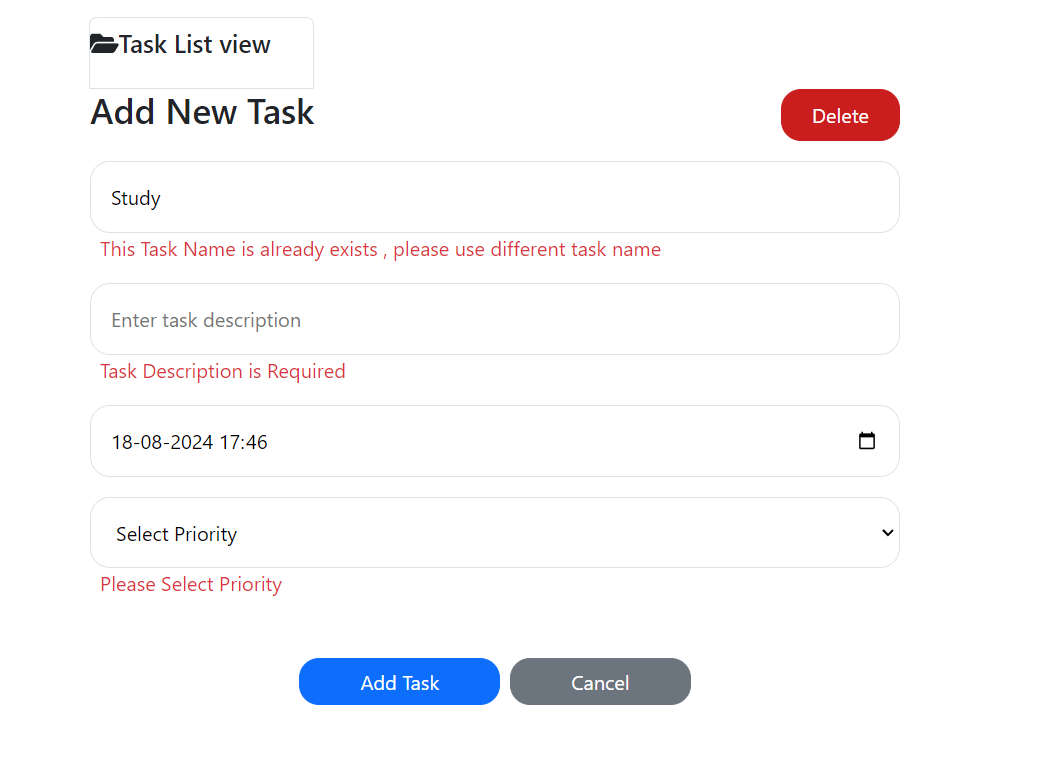 Task List view
Add New Task
Delete
Study
This Task Name is already exists , please use different task name
Enter task description
Task Description is Required
18-08-2024 17:46
Select Priority
Please Select Priority
Add Task
Cancel